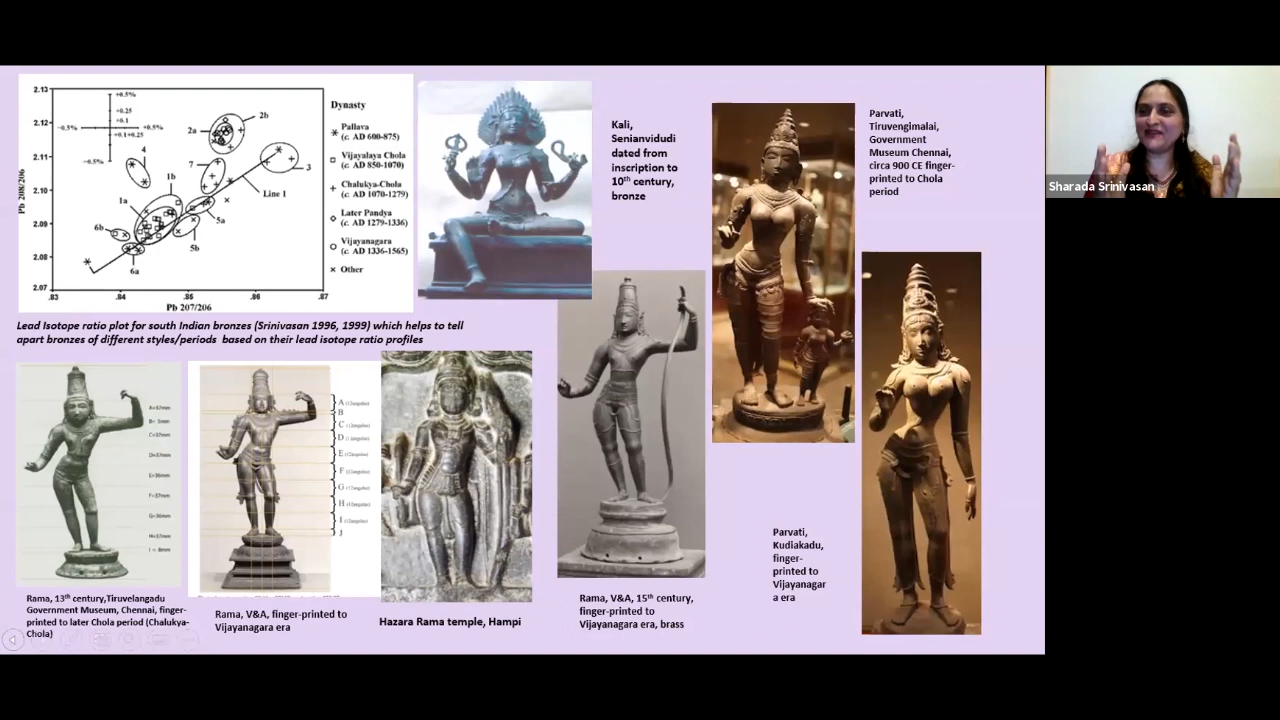 2.13
2.12
2.11
2.10
2.09
2.08
2.07
Pb 208/206
.83
.84
.85
.86
.87
Pb 207/206
+0.5%
+0.25
+0.1
−0.5%
+0.5%
+0.1+0.25
−0.5%
2a
2b
4
7
3
1b
Line 1
1a
6b
5a
5b
6a
Dynasty
Pallava
(c. AD 600-875)
Vijayalaya Chola
(c. AD 850-1070)
Chalukya-Chola
(c. AD 1070-1279)
Later Pandya
(c. AD 1279-1336)
Vijayanagara
(c. AD 1336-1565)
Other
Lead Isotope ratio plot for south Indian bronzes (Srinivasan 1996, 1999) which helps to tell
apart bronzes of different styles/periods based on their lead isotope ratio profiles
Kali,
Senianvidudi
dated from
inscription to
10th century,
bronze
Parvati,
Tiruvengimalai,
Government
Museum Chennai,
circa 900 CE finger-
printed to Chola
period
Sharada Srinivasan
A
B
C
D
E
F
G
H
I
J
Rama, 13th century,Tiruvelangadu
Government Museum, Chennai, finger-
printed to later Chola period (Chalukya-
Chola)
Rama, V&A, finger-printed to
Vijayanagara era
Hazara Rama temple, Hampi
Rama, V&A, 15th century,
finger-printed to
Vijayanagara era, brass
Parvati,
Kudiakadu,
finger-
printed to
Vijayanagar
a era